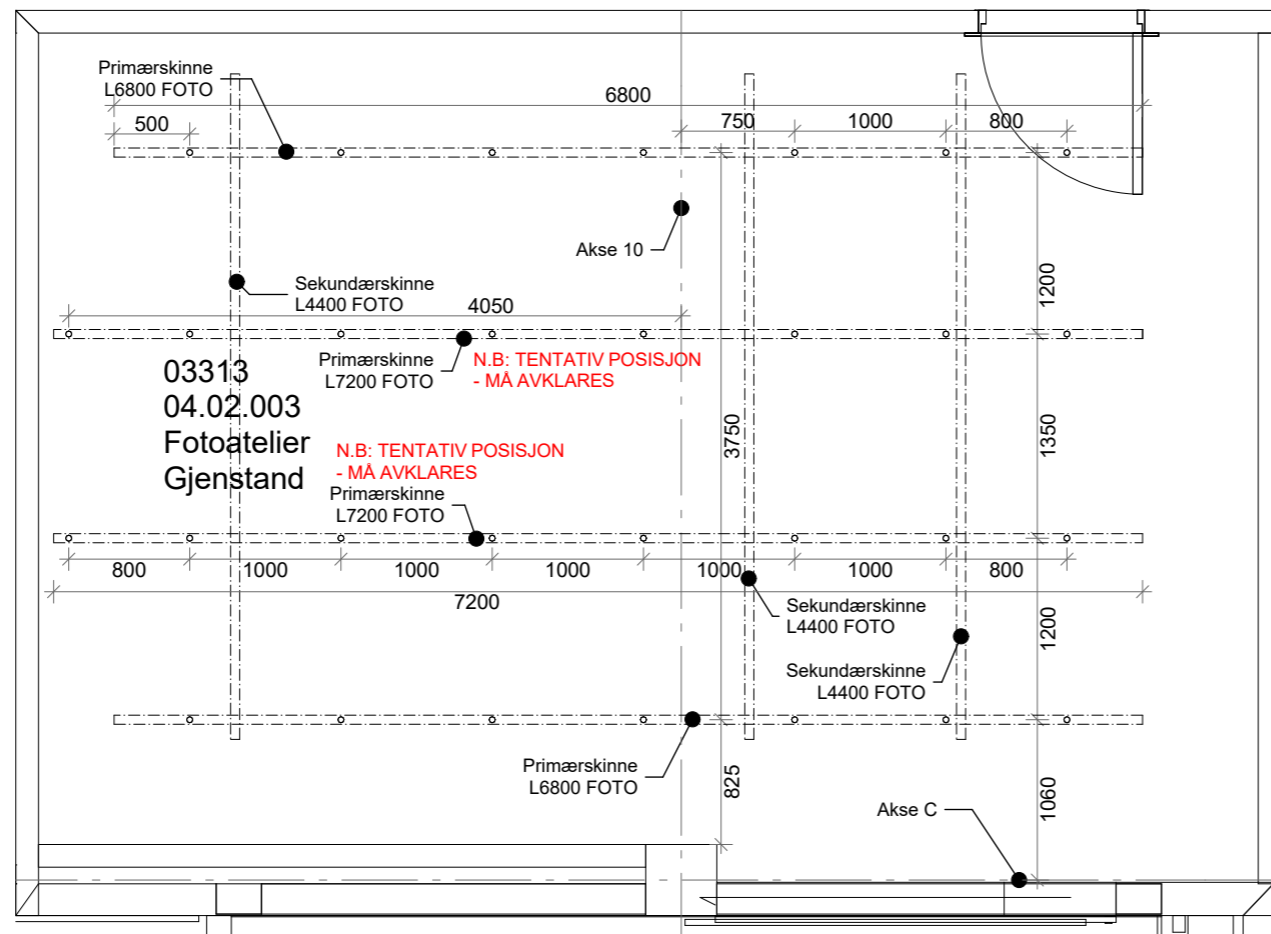 Primærskinne
L6800 FOTO
6800
500
750
1000
800
Akse 10
1200
Sekundærskinne
L4400 FOTO
4050
Primærskinne
L7200 FOTO
N.B: TENTATIV POSISJON
- MÅ AVKLARES
03313
04.02.003
Fotoatelier
Gjenstand
3750
1350
N.B: TENTATIV POSISJON
- MÅ AVKLARES
Primærskinne
L7200 FOTO
800
1000
1000
1000
1000
1000
800
7200
Sekundærskinne
L4400 FOTO
1200
Sekundærskinne
L4400 FOTO
Primærskinne
L6800 FOTO
825
1060
Akse C